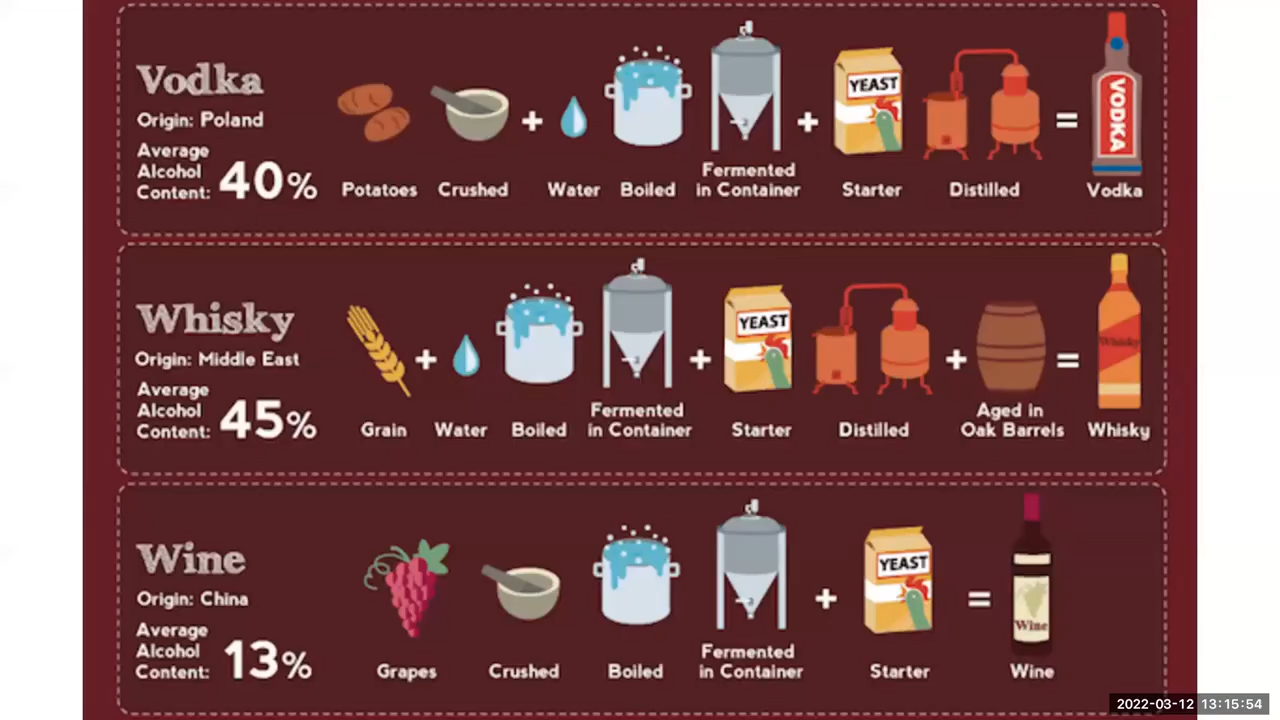 Vodka
Origin: Poland
Average
Alcohol
Content: 40%
Potatoes
Crushed
+
Water
Boiled
Fermented
in Container
+
YEAST
Starter
Distilled
=
VODKA
Vodka
Whisky
Origin: Middle East
Average
Alcohol
Content: 45%
Grain
+
Water
Boiled
Fermented
in Container
+
YEAST
Starter
Distilled
+
Aged in
Oak Barrels
=
Whisky
Whisky
Wine
Origin: China
Average
Alcohol
Content: 13%
Grapes
Crushed
Boiled
Fermented
in Container
+
YEAST
Starter
=
Wine
Wine
2022-03-12 13:15:54